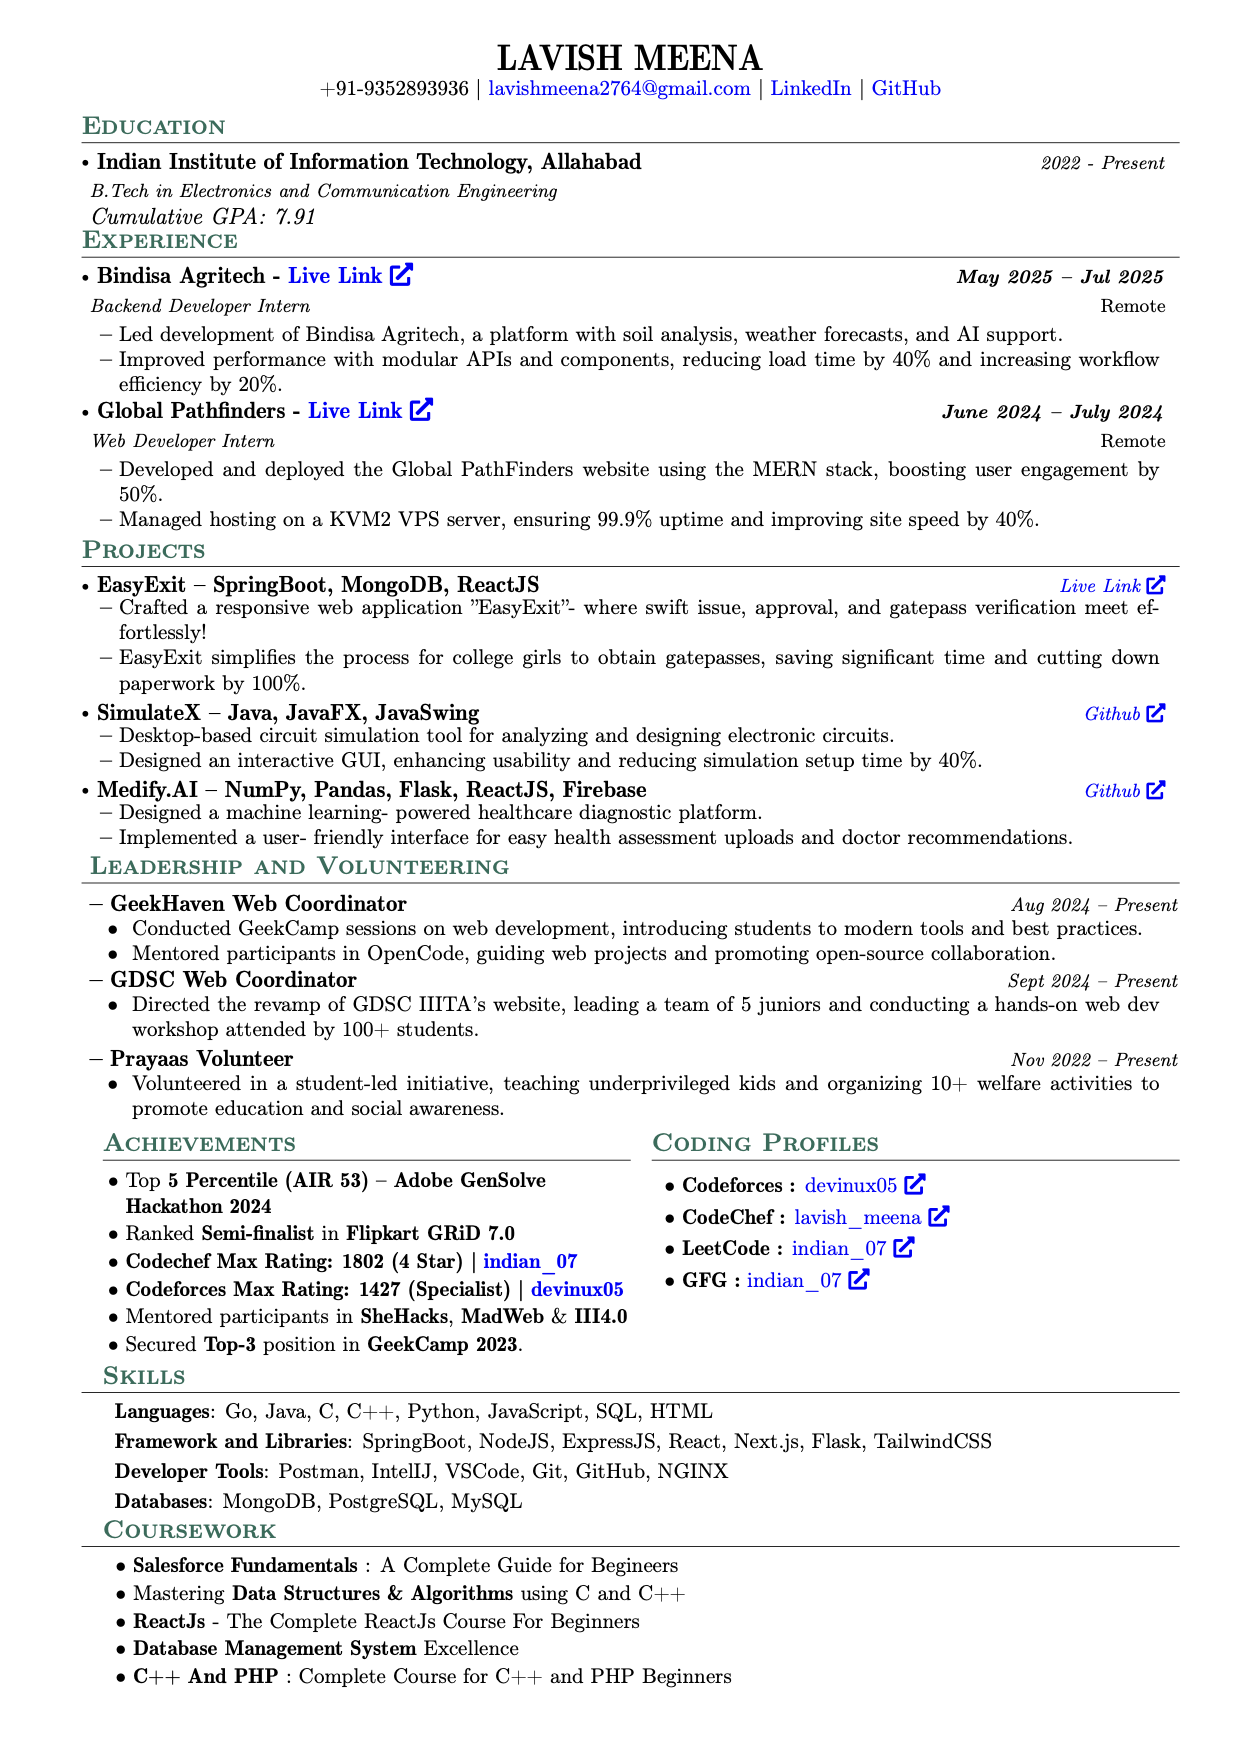 LAVISH MEENA
+91-9352893936 | lavishmeena2764@gmail.com | LinkedIn | GitHub
Education
• Indian Institute of Information Technology, Allahabad 2022 - Present
B.Tech in Electronics and Communication Engineering
Cumulative GPA: 7.91
Experience
• Bindisa Agritech - Live Link May 2025 – Jul 2025
Backend Developer Intern Remote
– Led development of Bindisa Agritech, a platform with soil analysis, weather forecasts, and AI support.
– Improved performance with modular APIs and components, reducing load time by 40% and increasing workflow
efficiency by 20%.
• Global Pathfinders - Live Link June 2024 – July 2024
Web Developer Intern Remote
– Developed and deployed the Global PathFinders website using the MERN stack, boosting user engagement by
50%.
– Managed hosting on a KVM2 VPS server, ensuring 99.9% uptime and improving site speed by 40%.
Projects
• EasyExit – SpringBoot, MongoDB, ReactJS Live Link
– Crafted a responsive web application ”EasyExit”- where swift issue, approval, and gatepass verification meet ef-
fortlessly!
– EasyExit simplifies the process for college girls to obtain gatepasses, saving significant time and cutting down
paperwork by 100%.
• SimulateX – Java, JavaFX, JavaSwing Github
– Desktop-based circuit simulation tool for analyzing and designing electronic circuits.
– Designed an interactive GUI, enhancing usability and reducing simulation setup time by 40%.
• Medify.AI – NumPy, Pandas, Flask, ReactJS, Firebase Github
– Designed a machine learning- powered healthcare diagnostic platform.
– Implemented a user- friendly interface for easy health assessment uploads and doctor recommendations.
Leadership and Volunteering
– GeekHaven Web Coordinator Aug 2024 – Present
• Conducted GeekCamp sessions on web development, introducing students to modern tools and best practices.
• Mentored participants in OpenCode, guiding web projects and promoting open-source collaboration.
– GDSC Web Coordinator Sept 2024 – Present
• Directed the revamp of GDSC IIITA’s website, leading a team of 5 juniors and conducting a hands-on web dev
workshop attended by 100+ students.
– Prayaas Volunteer Nov 2022 – Present
• Volunteered in a student-led initiative, teaching underprivileged kids and organizing 10+ welfare activities to
promote education and social awareness.
Achievements
• Top 5 Percentile (AIR 53) – Adobe GenSolve
Hackathon 2024
• Ranked Semi-finalist in Flipkart GRiD 7.0
• Codechef Max Rating: 1802 (4 Star) | indian_07
• Codeforces Max Rating: 1427 (Specialist) | devinux05
• Mentored participants in SheHacks, MadWeb & III4.0
• Secured Top-3 position in GeekCamp 2023.
Coding Profiles
• Codeforces : devinux05
• CodeChef : lavish_meena
• LeetCode : indian_07
• GFG : indian_07
Skills
Languages: Go, Java, C, C++, Python, JavaScript, SQL, HTML
Framework and Libraries: SpringBoot, NodeJS, ExpressJS, React, Next.js, Flask, TailwindCSS
Developer Tools: Postman, IntelIJ, VSCode, Git, GitHub, NGINX
Databases: MongoDB, PostgreSQL, MySQL
Coursework
• Salesforce Fundamentals : A Complete Guide for Begineers
• Mastering Data Structures & Algorithms using C and C++
• ReactJs - The Complete ReactJs Course For Beginners
• Database Management System Excellence
• C++ And PHP : Complete Course for C++ and PHP Beginners